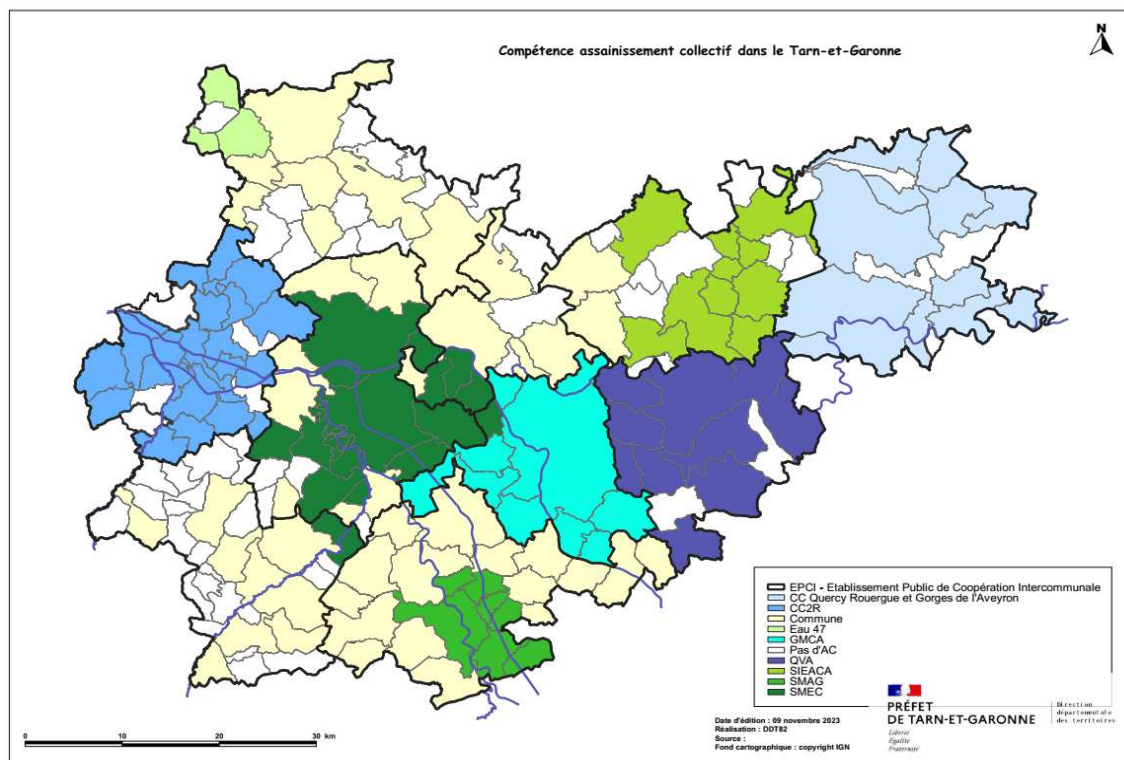 Compétence assainissement collectif dans le Tarn-et-Garonne
N
EPCI - Etablissement Public de Coopération Intercommunale
CC Quercy Rouergue et Gorges de l'Aveyron
CC2R
Commune
Eau 47
GMCA
Pas d'AC
QVA
SIEACA
SMAG
SMEC
0 10 20 30 km
Date d'édition : 09 novembre 2023
Réalisation : DDT82
Source :
Fond cartographique : copyright IGN
PRÉFET
DE TARN-ET-GARONNE
Liberté
Égalité
Fraternité
Direction
départementale
des territoires